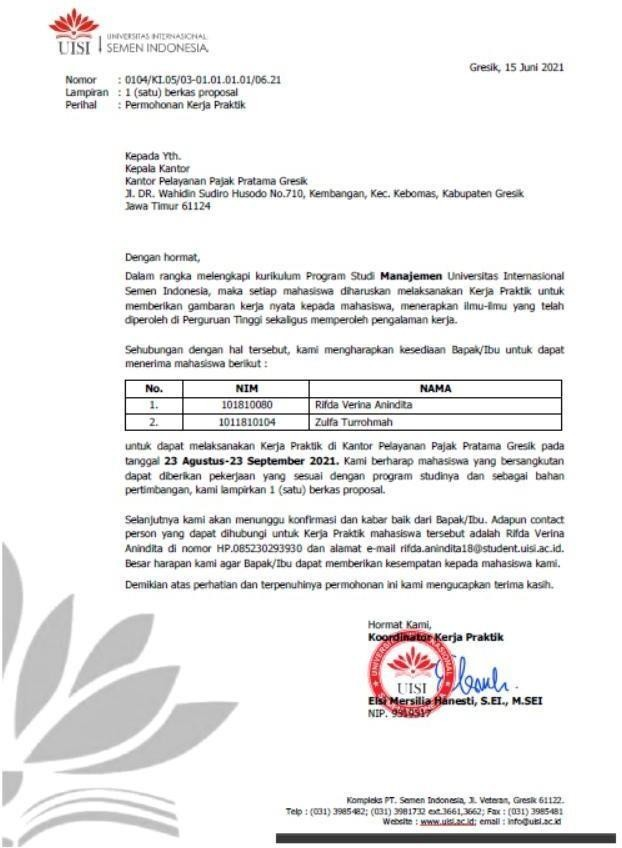 UISI
UNIVERSITAS INTERNASIONAL
SEMEN INDONESIA
Gresik, 15 Juni 2021
Nomor : 0104/KI.05/03-01.01.01.01/06.21
Lampiran : 1 (satu) berkas proposal
Perihal : Permohonan Kerja Praktik
Kepada Yth.
Kepala Kantor
Kantor Pelayanan Pajak Pratama Gresik
Jl. DR. Wahidin Sudiro Husodo No.710, Kembangan, Kec. Kebomas, Kabupaten Gresik
Jawa Timur 61124
Dengan hormat,
Dalam rangka melengkapi kurikulum Program Studi Manajemen Universitas Internasional
Semen Indonesia, maka setiap mahasiswa diharuskan melaksanakan Kerja Praktik untuk
memberikan gambaran kerja nyata kepada mahasiswa, menerapkan ilmu-ilmu yang telah
diperoleh di Perguruan Tinggi sekaligus memperoleh pengalaman kerja.
Sehubungan dengan hal tersebut, kami mengharapkan kesediaan Bapak/Ibu untuk dapat
menerima mahasiswa berikut :
No. NIM NAMA
1. 101810080 Rifda Verina Anindita
2. 1011810104 Zulfa Turrohmah
untuk dapat melaksanakan Kerja Praktik di Kantor Pelayanan Pajak Pratama Gresik pada
tanggal 23 Agustus-23 September 2021. Kami berharap mahasiswa yang bersangkutan
dapat diberikan pekerjaan yang sesuai dengan program studinya dan sebagai bahan
pertimbangan, kami lampirkan 1 (satu) berkas proposal.
Selanjutnya kami akan menunggu konfirmasi dan kabar baik dari Bapak/Ibu. Adapun contact
person yang dapat dihubungi untuk Kerja Praktik mahasiswa tersebut adalah Rifda Verina
Anindita di nomor HP.085230293930 dan alamat e-mail rifda.anindita18@student.uisi.ac.id.
Besar harapan kami agar Bapak/Ibu dapat memberikan kesempatan kepada mahasiswa kami.
Demikian atas perhatian dan terpenuhinya permohonan ini kami mengucapkan terima kasih.
Hormat Kami,
Koordinator Kerja Praktik
UISI
Elsi Mersilia Hanesti, S.EI., M.SEI
NIP. 9519517
Kompleks PT. Semen Indonesia, Jl. Veteran, Gresik 61122.
Telp : (031) 3985482; (031) 3981732 ext.3661,3662; Fax : (031) 3985481
Website : www.uisi.ac.id; email : info@uisi.ac.id